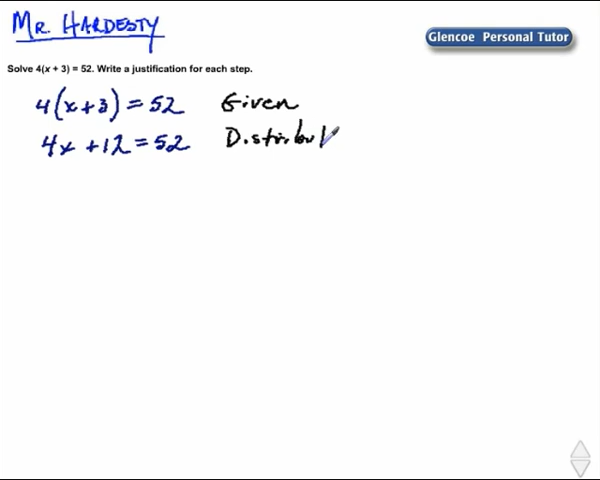 MR. HARDESTY
Glencoe Personal Tutor
Solve 4(x + 3) = 52. Write a justification for each step.
4(x+3) = 52 Given
4x + 12 = 52 Distribut